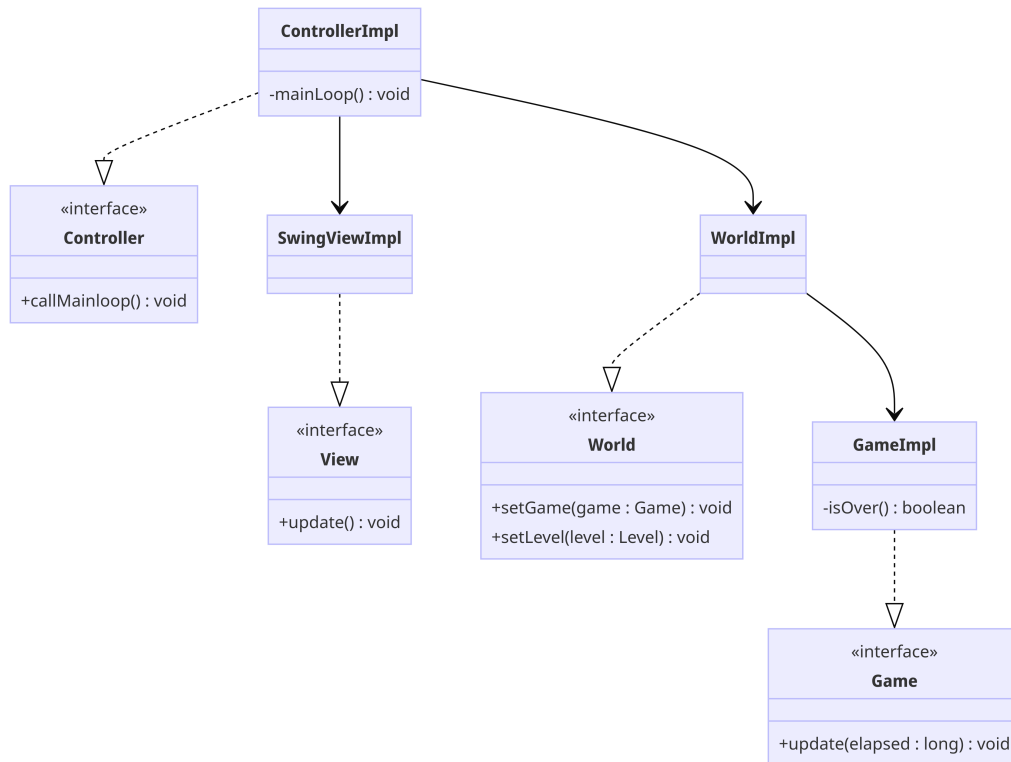 ControllerImpl
-mainLoop() : void
«interface»
Controller
+callMainloop() : void
SwingViewImpl
WorldImpl
«interface»
View
+update() : void
«interface»
World
+setGame(game : Game) : void
+setLevel(level : Level) : void
GameImpl
-isOver() : boolean
«interface»
Game
+update(elapsed : long) : void